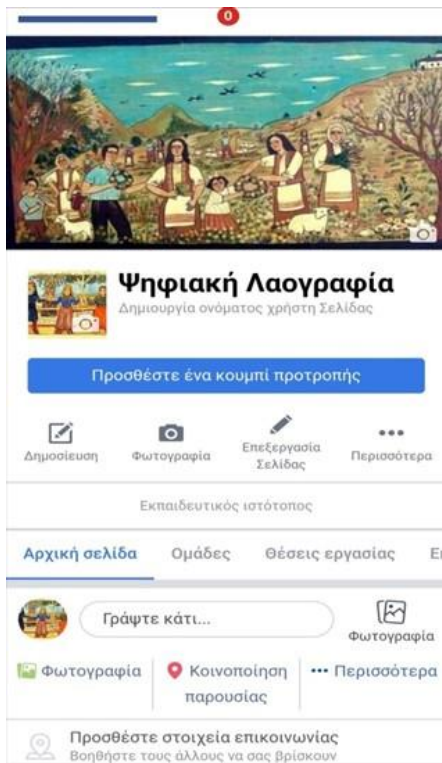 0
Ψηφιακή Λαογραφία
Δημιουργία ονόματος χρήστη Σελίδας
Προσθέστε ένα κουμπί προτροπής
Δημοσίευση
Φωτογραφία
Επεξεργασία
Σελίδας
Περισσότερα
Εκπαιδευτικός ιστότοπος
Αρχική σελίδα Ομάδες Θέσεις εργασίας
Γράψτε κάτι...
Φωτογραφία
Φωτογραφία
Κοινοποίηση
παρουσίας
Περισσότερα
Προσθέστε στοιχεία επικοινωνίας
Βοηθήστε τους άλλους να σας βρίσκουν